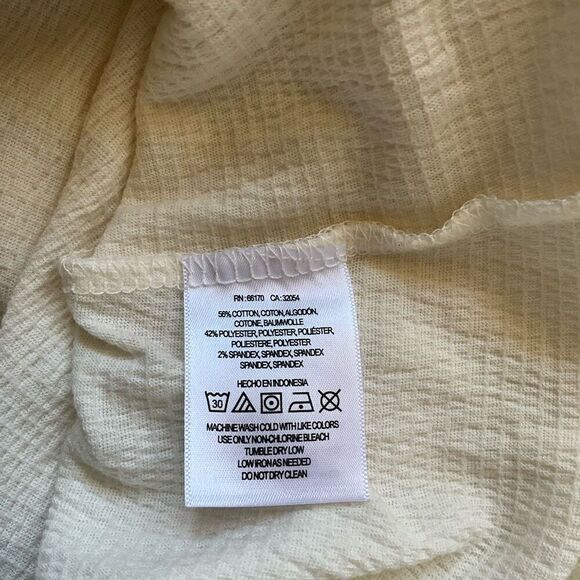 RN : 66170 CA : 32054
56% COTTON, COTON, ALGODÓN,
COTONE, BAUMWOLLE
42% POLYESTER, POLYESTER, POLIÉSTER,
POLIESTERE, POLYESTER
2% SPANDEX, SPANDEX, SPANDEX
SPANDEX, SPANDEX
HECHO EN INDONESIA
30
MACHINE WASH COLD WITH LIKE COLORS
USE ONLY NON-CHLORINE BLEACH
TUMBLE DRY LOW
LOW IRON AS NEEDED
DO NOT DRY CLEAN